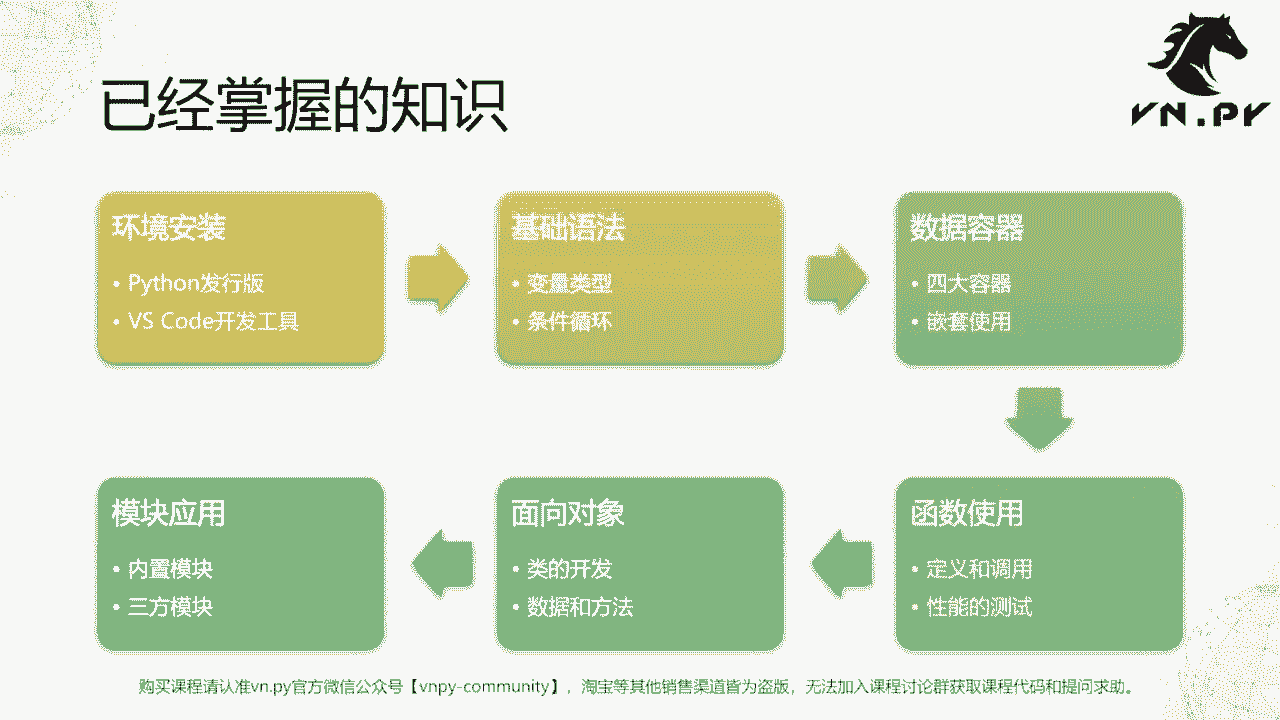 已经掌握的知识
VN.PY
环境安装
• Python发行版
• VS Code开发工具
基础语法
• 变量类型
• 条件循环
数据容器
• 四大容器
• 嵌套使用
函数使用
• 定义和调用
• 性能的测试
面向对象
• 类的开发
• 数据和方法
模块应用
• 内置模块
• 三方模块
购买课程请认准vn.py官方微信公众号【vnpy-community】，淘宝等其他销售渠道皆为盗版，无法加入课程讨论群获取课程代码和提问求助。